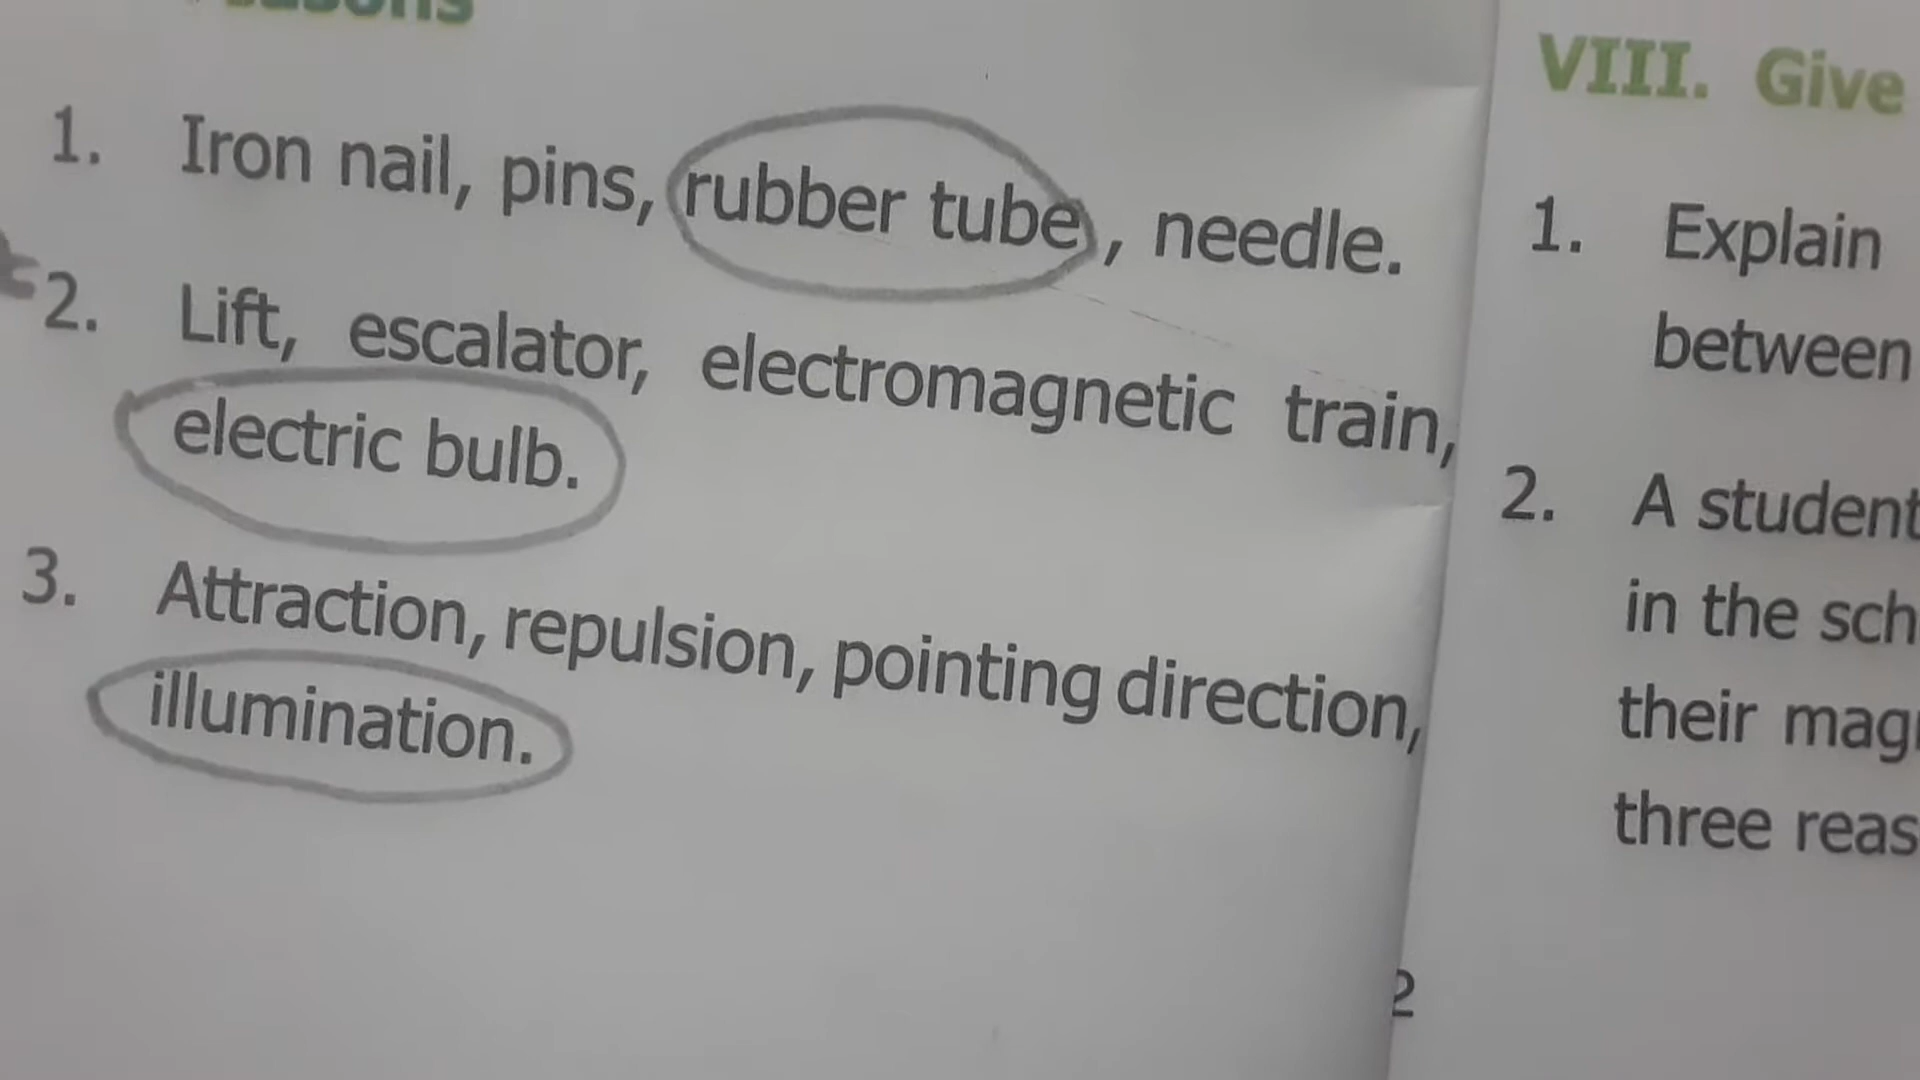 1. Iron nail, pins, rubber tube, needle.
2. Lift, escalator, electromagnetic train,
electric bulb.
3. Attraction, repulsion, pointing direction,
illumination.
2
VIII. Give
1. Explain
between
2. A student
in the sch
their mag
three reas